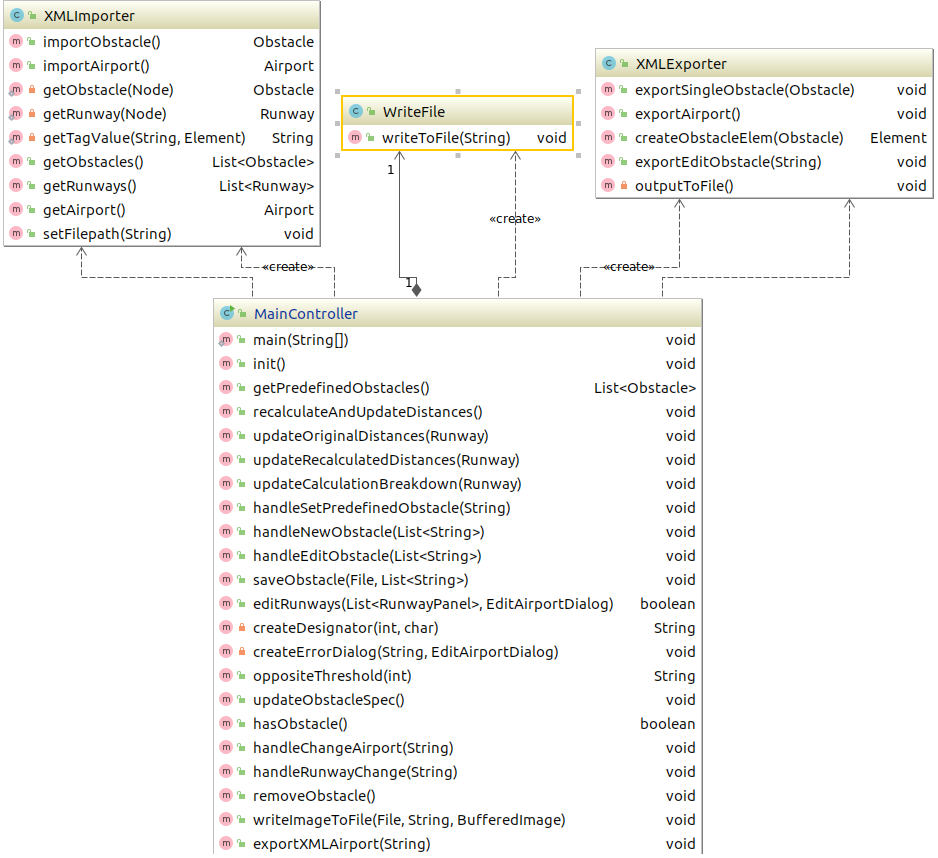 XMLImporter
importObstacle() Obstacle
importAirport() Airport
getObstacle(Node) Obstacle
getRunway(Node) Runway
getTagValue(String, Element) String
getObstacles() List<Obstacle>
getRunways() List<Runway>
getAirport() Airport
setFilepath(String) void
WriteFile
writeToFile(String) void
XMLExporter
exportSingleObstacle(Obstacle) void
exportAirport() void
createObstacleElem(Obstacle) Element
exportEditObstacle(String) void
outputToFile() void
1
«create»
«create»
«create»
1
MainController
main(String[]) void
init() void
getPredefinedObstacles() List<Obstacle>
recalculateAndUpdateDistances() void
updateOriginalDistances(Runway) void
updateRecalculatedDistances(Runway) void
updateCalculationBreakdown(Runway) void
handleSetPredefinedObstacle(String) void
handleNewObstacle(List<String>) void
handleEditObstacle(List<String>) void
saveObstacle(File, List<String>) void
editRunways(List<RunwayPanel>, EditAirportDialog) boolean
createDesignator(int, char) String
createErrorDialog(String, EditAirportDialog) void
oppositeThreshold(int) String
updateObstacleSpec() void
hasObstacle() boolean
handleChangeAirport(String) void
handleRunwayChange(String) void
removeObstacle() void
writeImageToFile(File, String, BufferedImage) void
exportXMLAirport(String) void